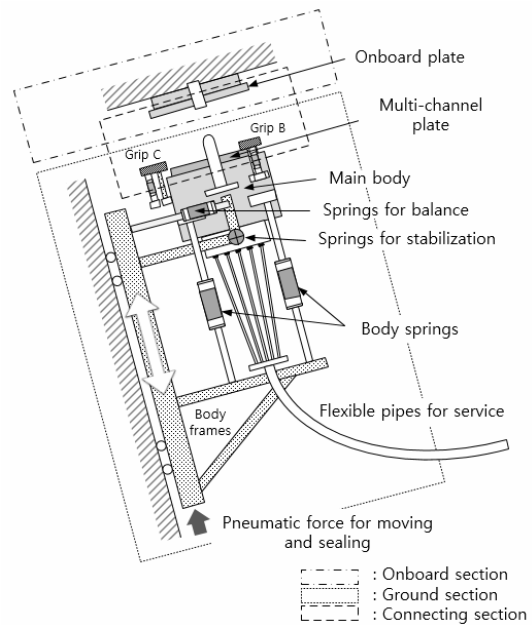 Onboard plate
Multi-channel
plate
Grip B
Grip C
Main body
Springs for balance
Springs for stabilization
Body springs
Flexible pipes for service
Body
frames
Pneumatic force for moving
and sealing
: Onboard section
: Ground section
: Connecting section